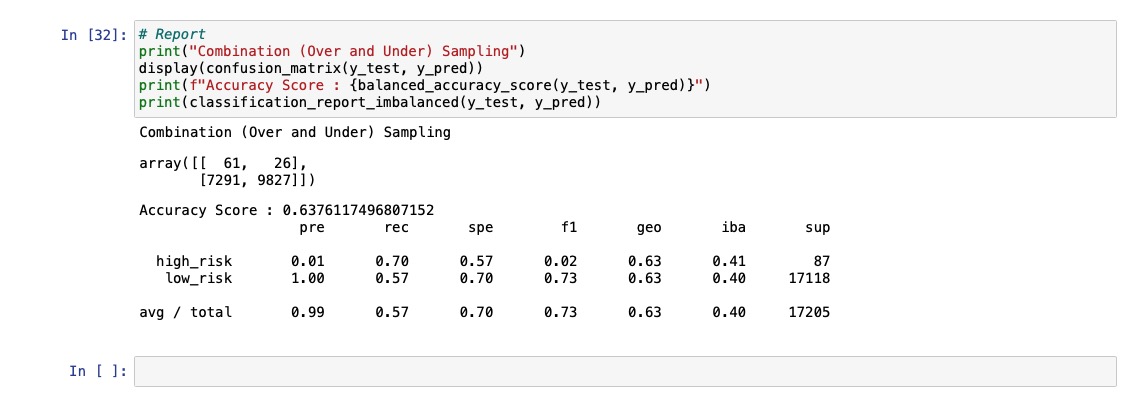 In [32]: # Report
print("Combination (Over and Under) Sampling")
display(confusion_matrix(y_test, y_pred))
print(f"Accuracy Score : {balanced_accuracy_score(y_test, y_pred)}")
print(classification_report_imbalanced(y_test, y_pred))
Combination (Over and Under) Sampling
array([[  61,   26],
       [7291, 9827]])
Accuracy Score : 0.6376117496807152
pre rec spe f1 geo iba sup
high_risk 0.01 0.70 0.57 0.02 0.63 0.41 87
low_risk 1.00 0.57 0.70 0.73 0.63 0.40 17118
avg / total 0.99 0.57 0.70 0.73 0.63 0.40 17205
In [ ]: